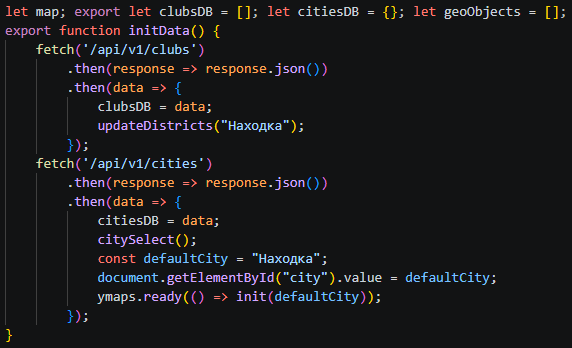 let map; export let clubsDB = []; let citiesDB = {}; let geoObjects = [];
export function initData() {
    fetch('/api/v1/clubs')
        .then(response => response.json())
        .then(data => {
            clubsDB = data;
            updateDistricts("Находка");
        });
    fetch('/api/v1/cities')
        .then(response => response.json())
        .then(data => {
            citiesDB = data;
            citySelect();
            const defaultCity = "Находка";
            document.getElementById("city").value = defaultCity;
            ymaps.ready(() => init(defaultCity));
        });
}